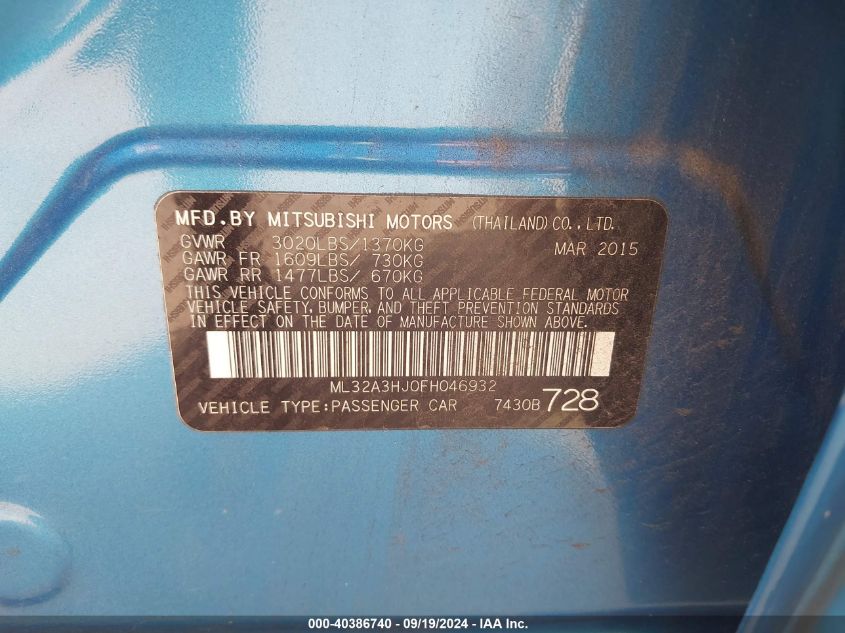 MFD.BY MITSUBISHI MOTORS (THAILAND) CO.,LTD.
GVWR 3020LBS/1370KG MAR 2015
GAWR FR 1609LBS/ 730KG
GAWR RR 1477LBS/ 670KG
THIS VEHICLE CONFORMS TO ALL APPLICABLE FEDERAL MOTOR
VEHICLE SAFETY, BUMPER, AND THEFT PREVENTION STANDARDS
IN EFFECT ON THE DATE OF MANUFACTURE SHOWN ABOVE.
ML32A3HJ0FH046932
VEHICLE TYPE:PASSENGER CAR 7430B 728
000-40386740 - 09/19/2024 - IAA Inc.